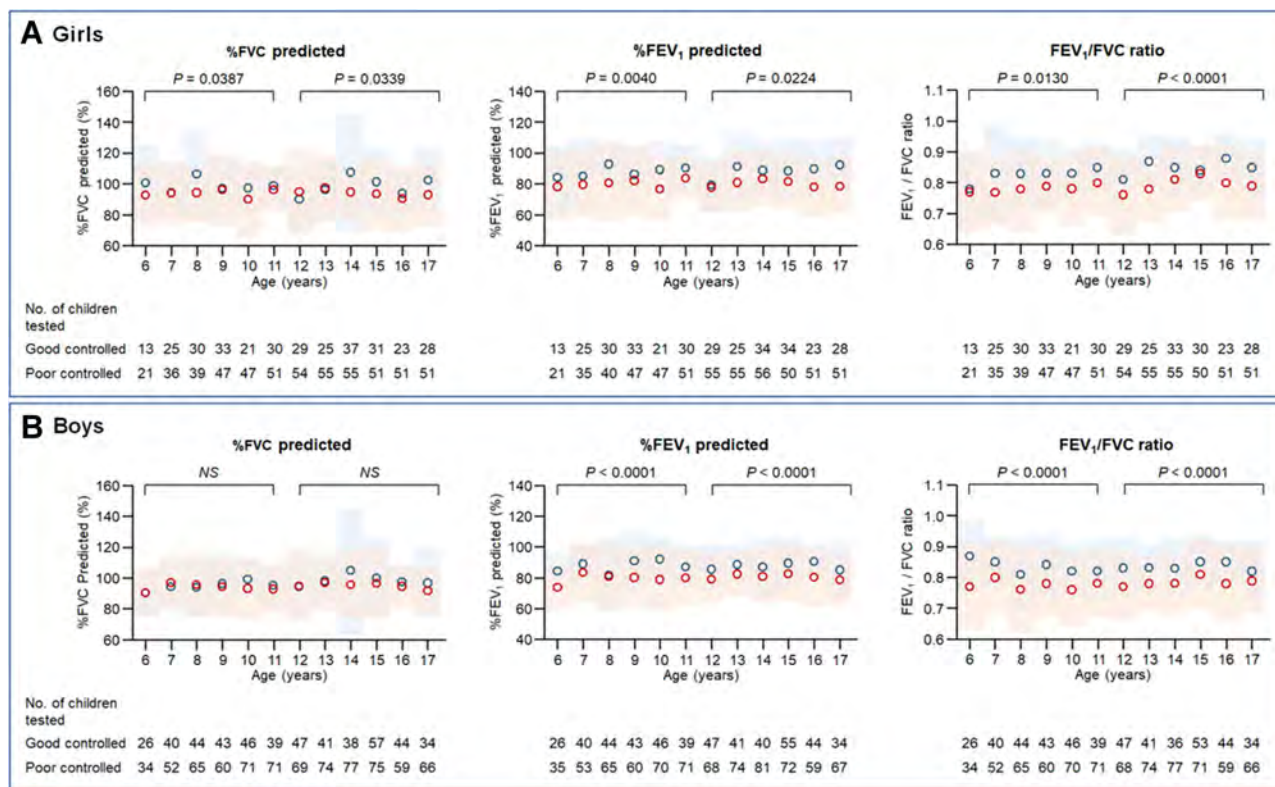 A Girls
%FVC predicted
%FEV₁ predicted
FEV₁/FVC ratio
P = 0.0387
P = 0.0339
P = 0.0040
P = 0.0224
P = 0.0130
P < 0.0001
%FVC predicted (%)
160
140
120
100
80
60
6 7 8 9 10 11 12 13 14 15 16 17
Age (years)
%FEV₁ predicted (%)
140
120
100
80
60
40
6 7 8 9 10 11 12 13 14 15 16 17
Age (years)
FEV₁ / FVC ratio
1.1
1.0
0.9
0.8
0.7
0.6
6 7 8 9 10 11 12 13 14 15 16 17
Age (years)
No. of children
tested
Good controlled 13 25 30 33 21 30 29 25 37 31 23 28 13 25 30 33 21 30 29 25 34 34 23 28 13 25 30 33 21 30 29 25 33 30 23 28
Poor controlled 21 36 39 47 47 51 54 55 55 51 51 51 21 35 40 47 47 51 55 55 56 50 51 51 21 35 39 47 47 51 54 55 55 50 51 51
B Boys
%FVC predicted
%FEV₁ predicted
FEV₁/FVC ratio
NS
NS
P < 0.0001
P < 0.0001
P < 0.0001
P < 0.0001
%FVC Predicted (%)
160
140
120
100
80
60
6 7 8 9 10 11 12 13 14 15 16 17
Age (years)
%FEV₁ predicted (%)
140
120
100
80
60
40
6 7 8 9 10 11 12 13 14 15 16 17
Age (years)
FEV₁ / FVC ratio
1.1
1.0
0.9
0.8
0.7
0.6
6 7 8 9 10 11 12 13 14 15 16 17
Age (years)
No. of children
tested
Good controlled 26 40 44 43 46 39 47 41 38 57 44 34 26 40 44 43 46 39 47 41 40 55 44 34 26 40 44 43 46 39 47 41 36 53 44 34
Poor controlled 34 52 65 60 71 71 69 74 77 75 59 66 35 53 65 60 70 71 68 74 81 72 59 67 34 52 65 60 70 71 68 74 77 71 59 66